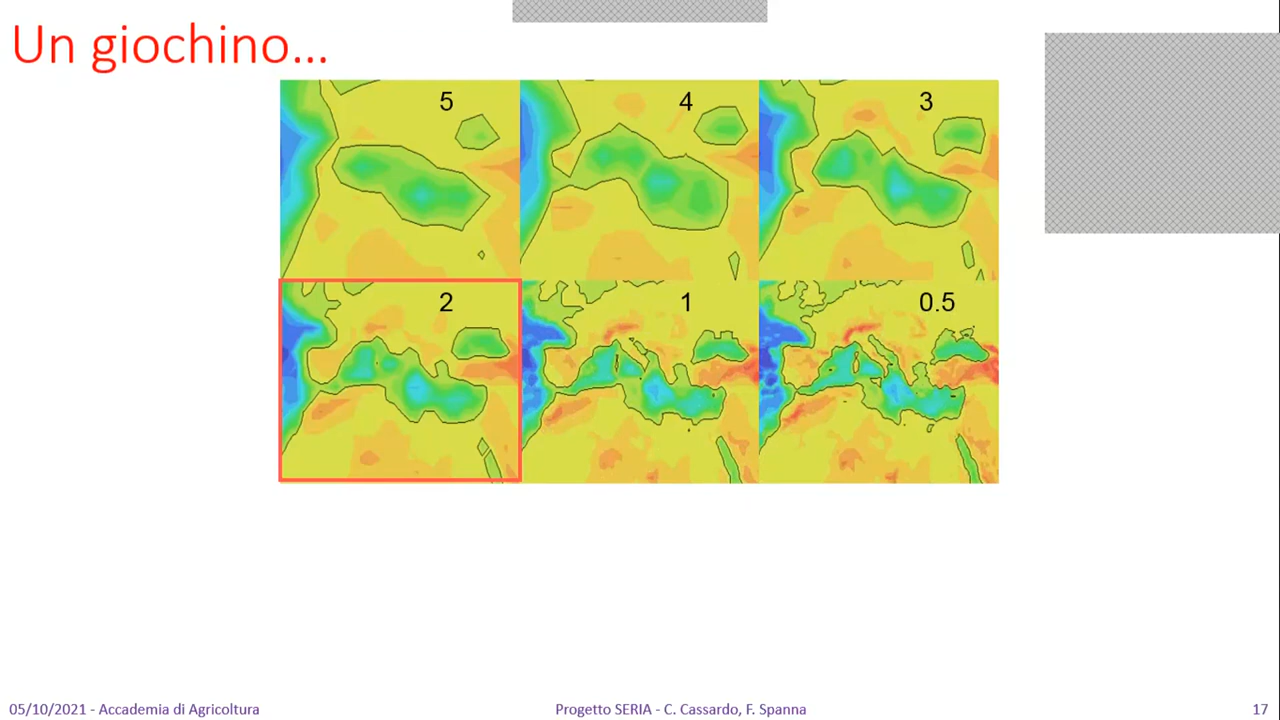 Un giochino...
5
4
3
2
1
0.5
05/10/2021 - Accademia di Agricoltura
Progetto SERIA - C. Cassardo, F. Spanna
17